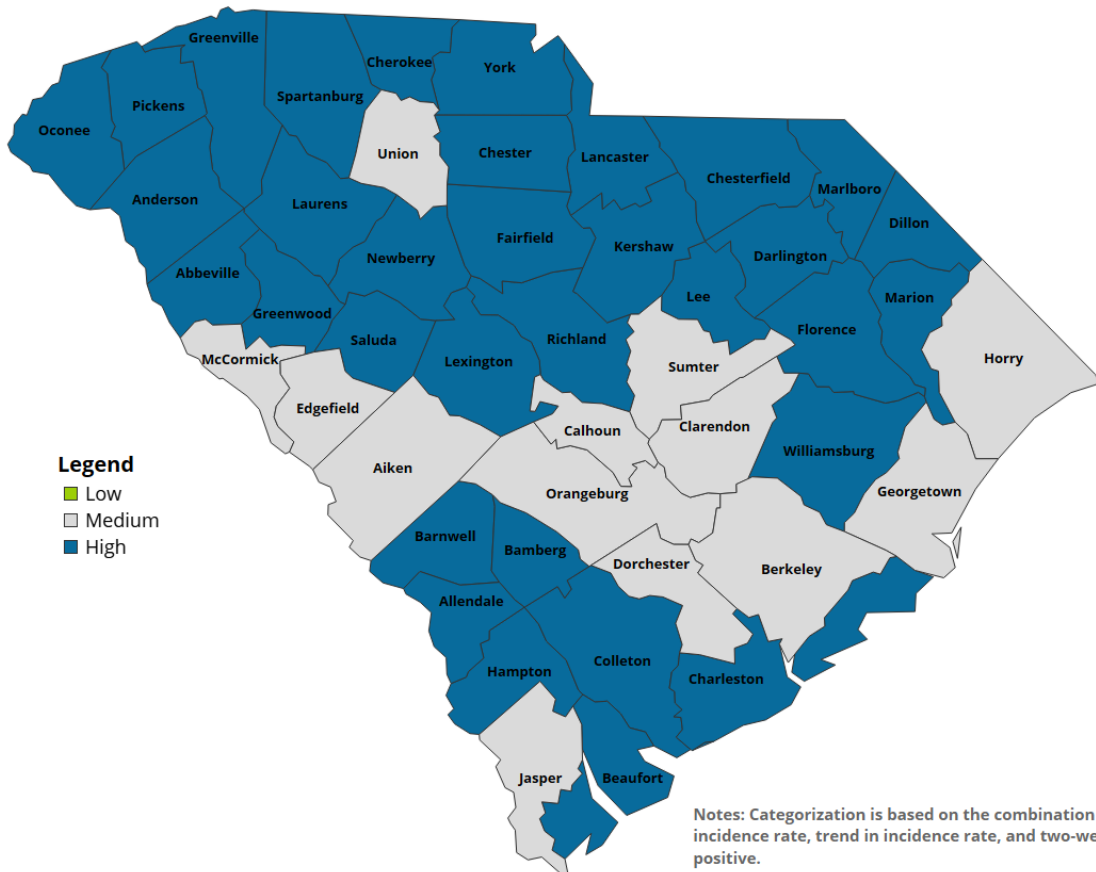 Greenville
Cherokee
York
Spartanburg
Pickens
Oconee
Union
Chester
Lancaster
Chesterfield
Marlboro
Anderson
Laurens
Dillon
Fairfield
Kershaw
Darlington
Newberry
Abbeville
Lee
Marion
Greenwood
Florence
Saluda
Richland
McCormick
Lexington
Sumter
Horry
Edgefield
Calhoun
Clarendon
Williamsburg
Aiken
Orangeburg
Georgetown
Barnwell
Bamberg
Dorchester
Berkeley
Allendale
Colleton
Hampton
Charleston
Jasper
Beaufort
Legend
Low
Medium
High
Notes: Categorization is based on the combination
incidence rate, trend in incidence rate, and two-we
positive.